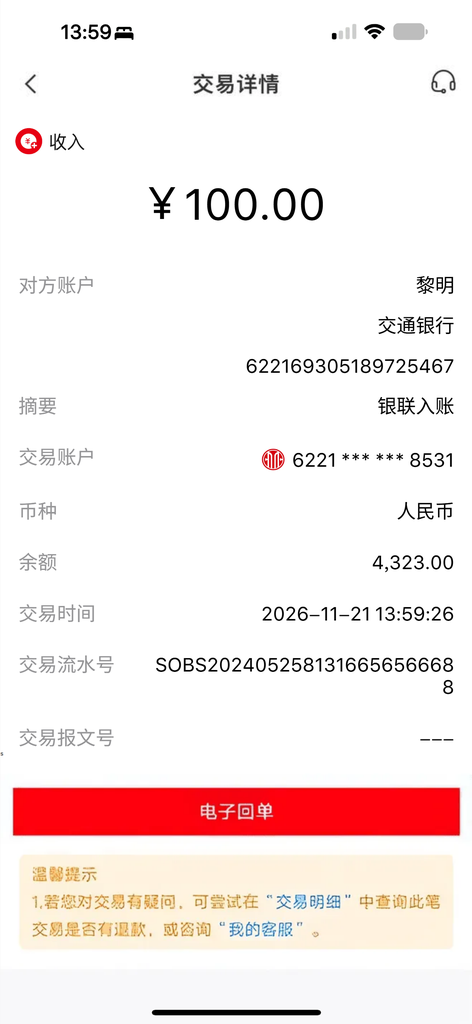 13:59
交易详情
收入
¥100.00
对方账户 黎明
交通银行
622169305189725467
摘要 银联入账
交易账户 6221 *** *** 8531
币种 人民币
余额 4,323.00
交易时间 2026-11-21 13:59:26
交易流水号 SOBS202405258131665656668
8
交易报文号 ---
s
电子回单
温馨提示
1.若您对交易有疑问，可尝试在“交易明细”中查询此笔
交易是否有退款，或咨询“我的客服”。